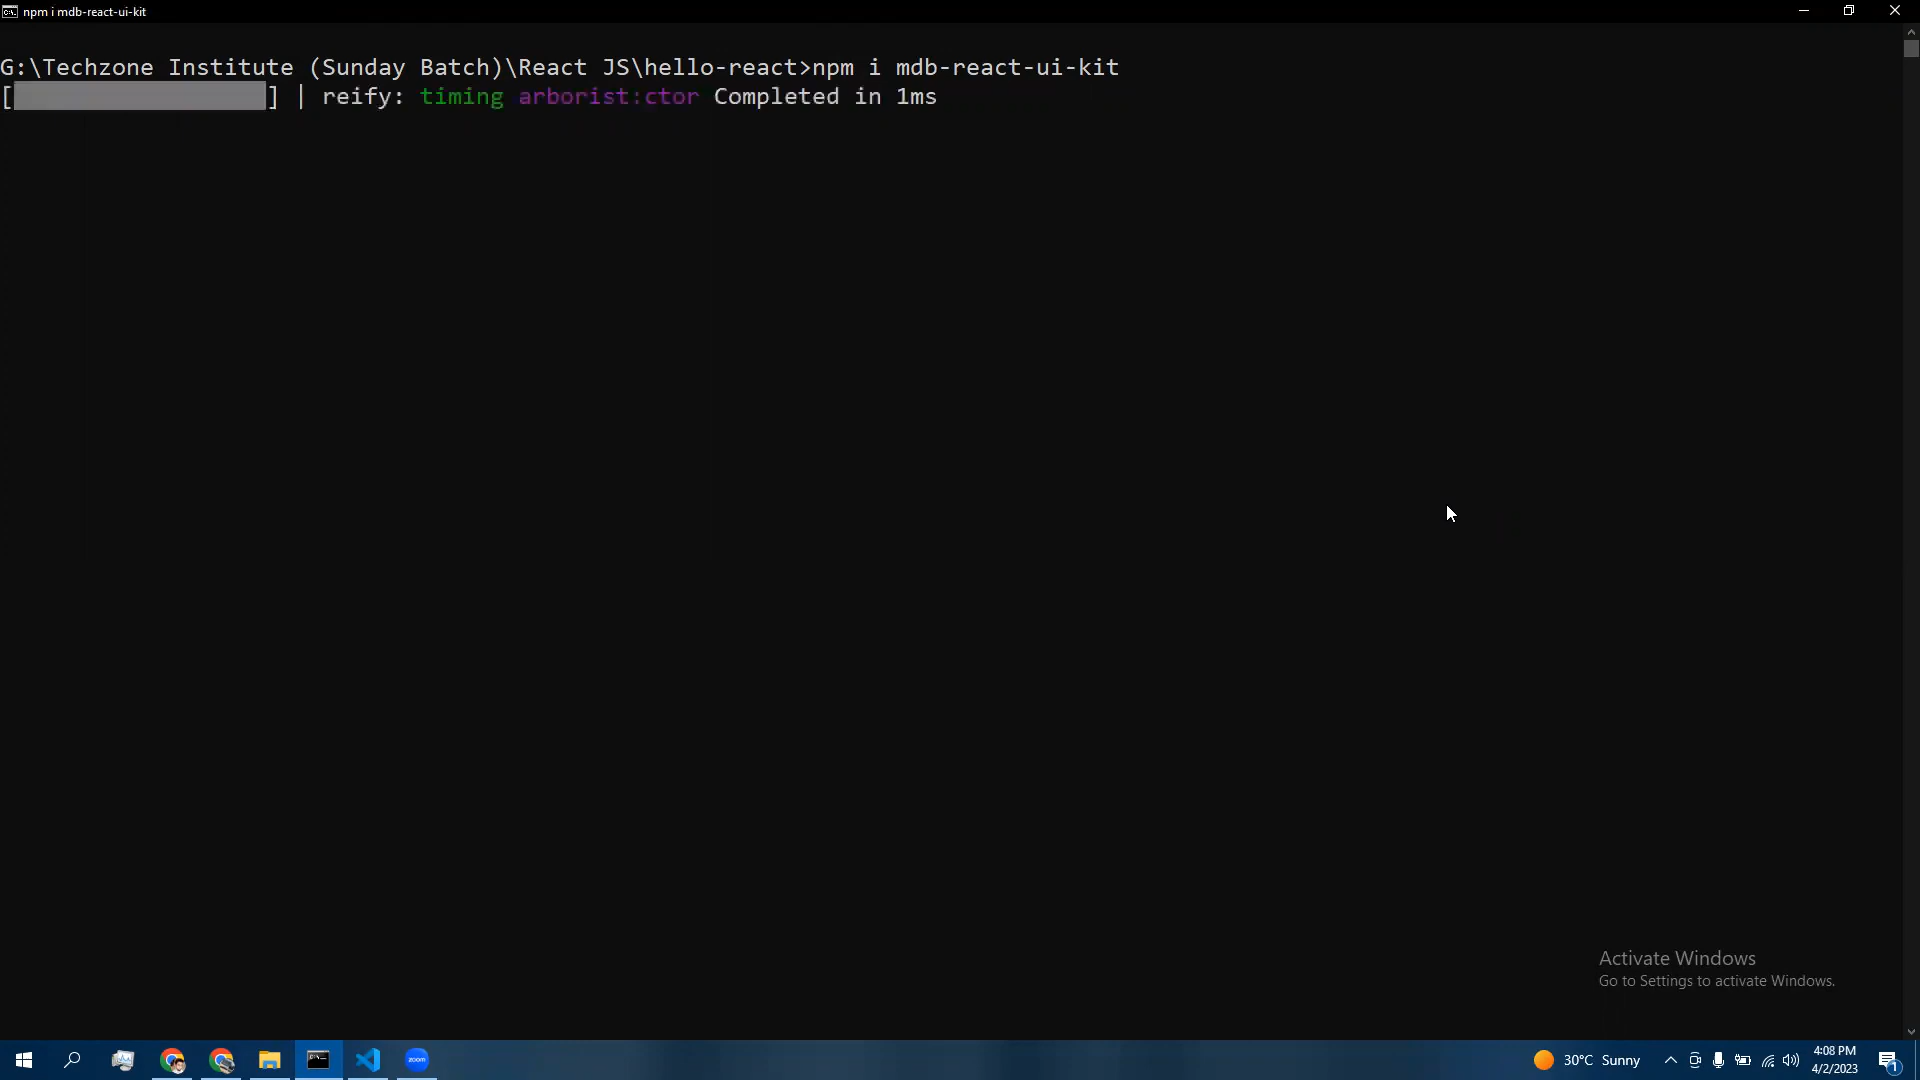 npm i mdb-react-ui-kit
G:\Techzone Institute (Sunday Batch)\React JS\hello-react>npm i mdb-react-ui-kit
[                  ] | reify: timing arborist:ctor Completed in 1ms
Activate Windows
Go to Settings to activate Windows.
zoom
30°C Sunny
4:08 PM
4/2/2023
1